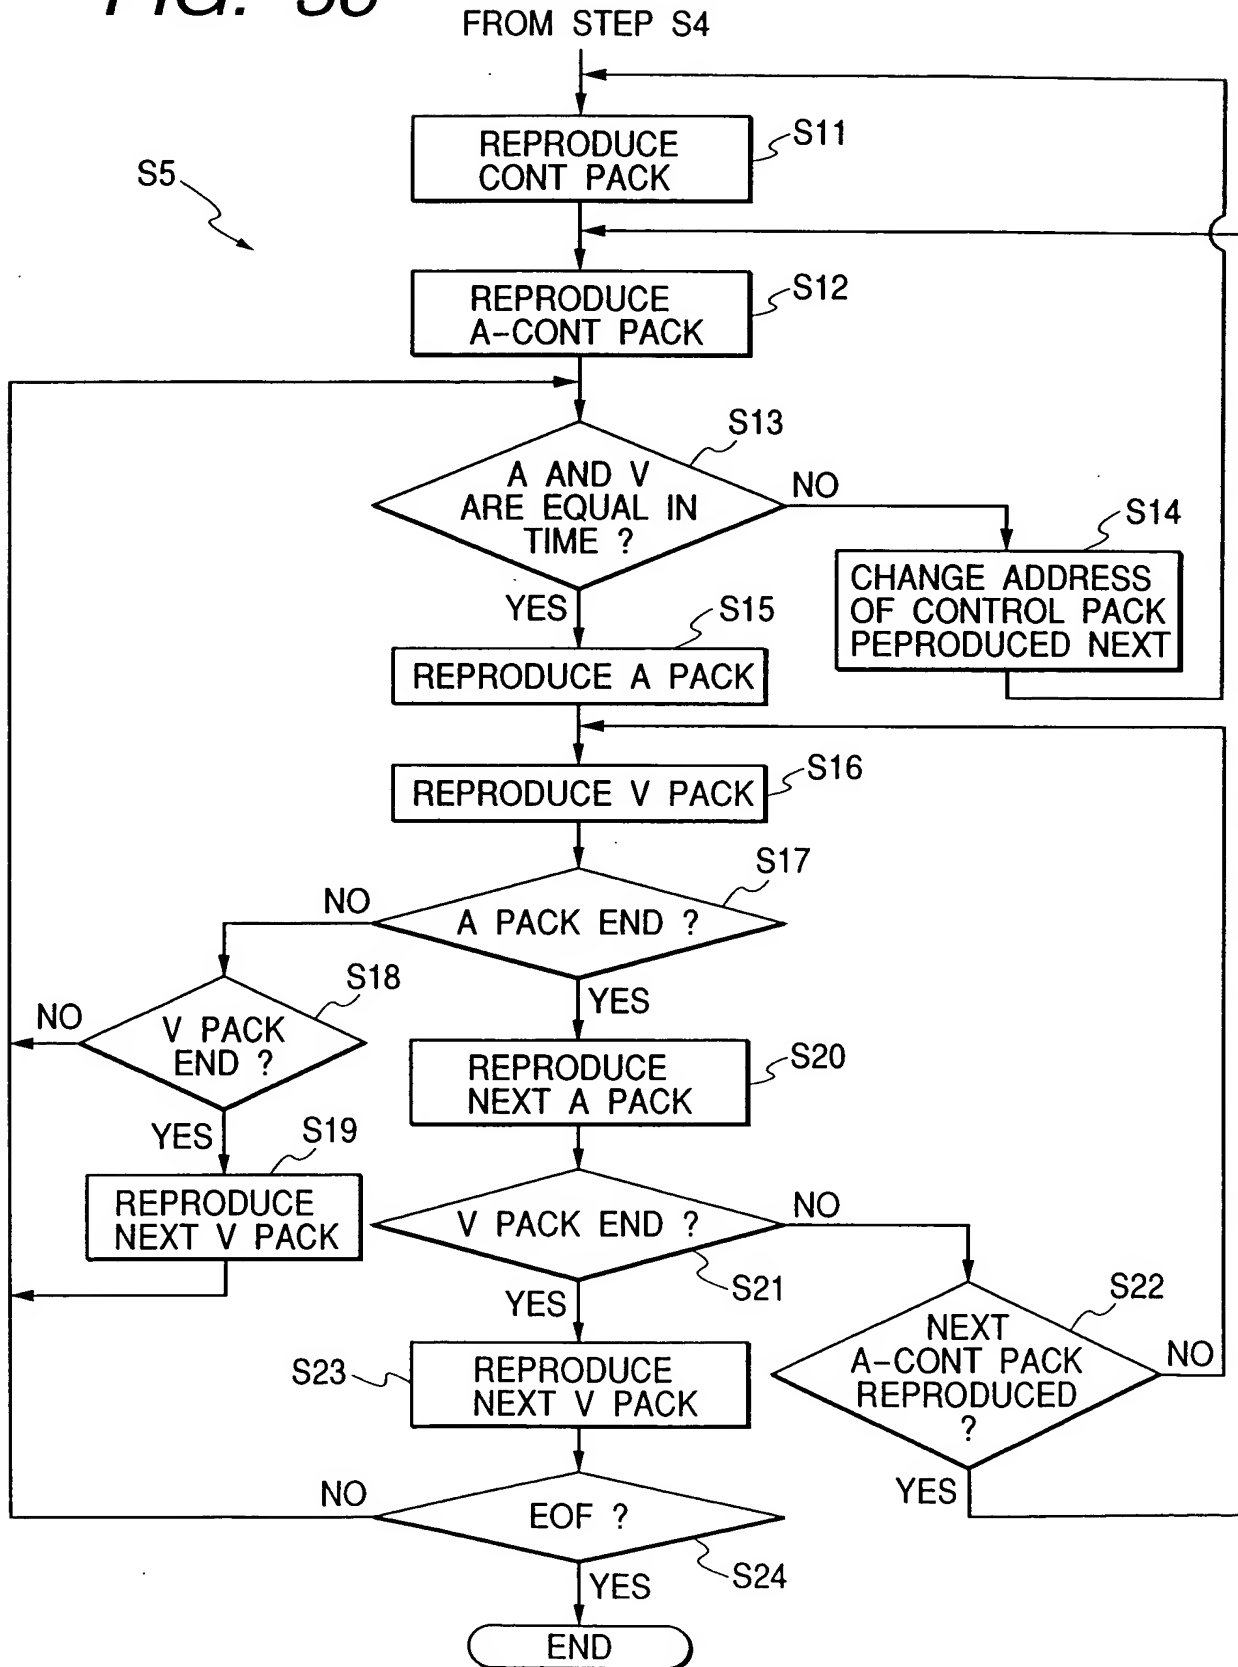 FIG. 38
FROM STEP S4
REPRODUCE
CONT PACK
S11
S5
REPRODUCE
A-CONT PACK
S12
S13
A AND V
ARE EQUAL IN
TIME ?
NO
S14
CHANGE ADDRESS
OF CONTROL PACK
PEPRODUCED NEXT
YES
S15
REPRODUCE A PACK
REPRODUCE V PACK
S16
S17
A PACK END ?
NO
YES
S18
V PACK
END ?
NO
YES
S19
REPRODUCE
NEXT V PACK
REPRODUCE
NEXT A PACK
S20
V PACK END ?
NO
S21
YES
S22
NEXT
A-CONT PACK
REPRODUCED
?
NO
YES
S23
REPRODUCE
NEXT V PACK
EOF ?
NO
S24
YES
END